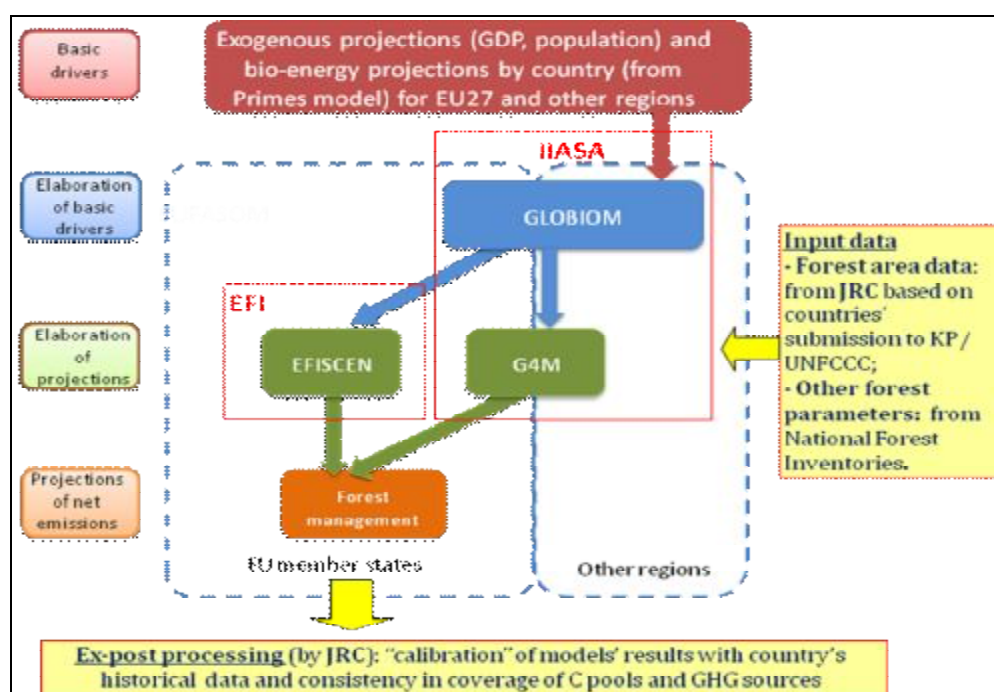 Basic
drivers
Exogenous projections (GDP, population) and
bio-energy projections by country (from
Primes model) for EU27 and other regions
IIASA
Elaboration
of basic
drivers
GLOBIOM
Input data
- Forest area data:
from JRC based on
countries'
submission to KP/
UNFCCC;
- Other forest
parameters: from
National Forest
Inventories.
EFI
Elaboration
of
projections
EFISCEN
G4M
Projections
of net
emissions
Forest
management
EU member states
Other regions
Ex-post processing (by JRC): "calibration" of models' results with country's
historical data and consistency in coverage of C pools and GHG sources